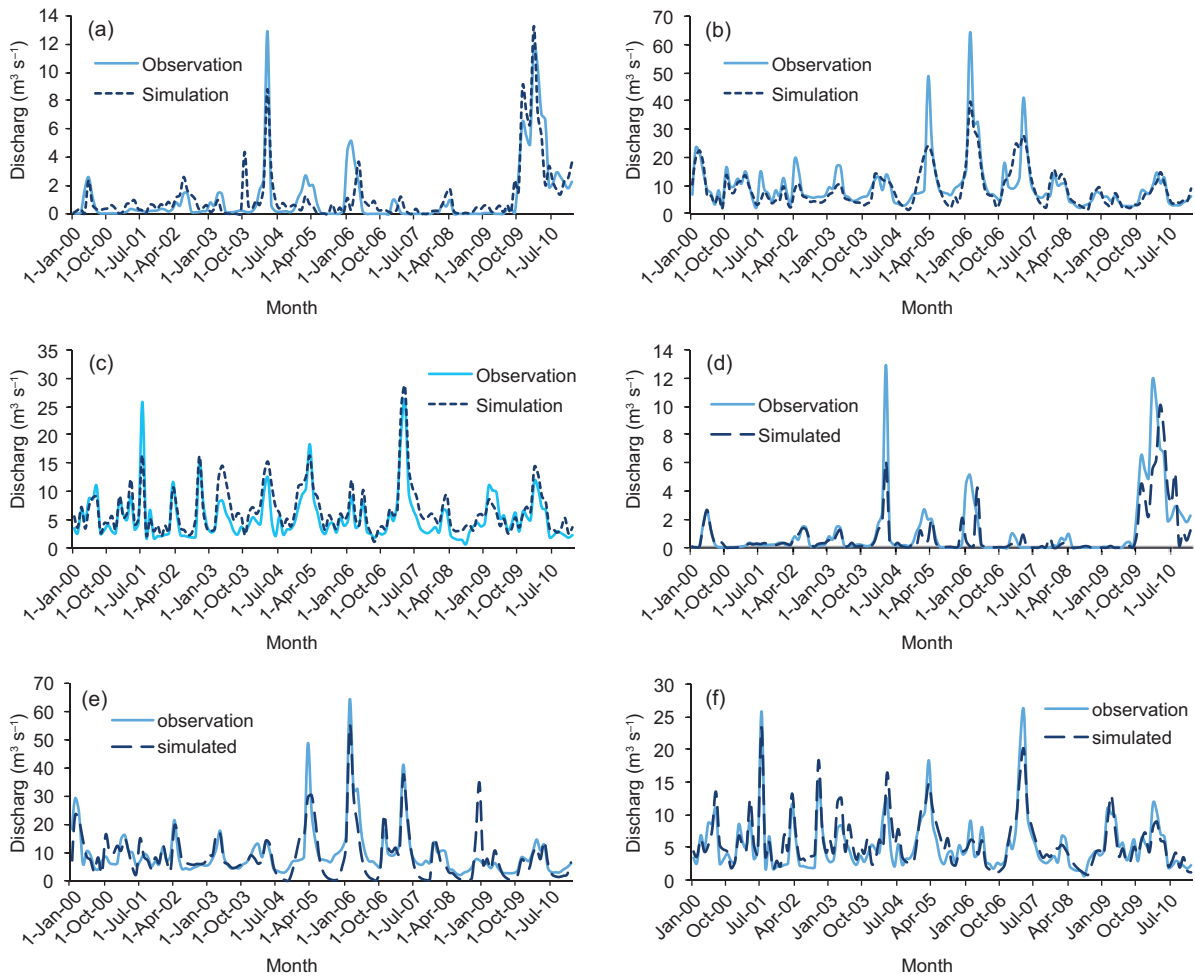 (a)
Discharg (m³ s⁻¹)
14
12
10
8
6
4
2
0
Observation
Simulation
1-Jan-00
1-Oct-00
1-Jul-01
1-Apr-02
1-Jan-03
1-Oct-03
1-Jul-04
1-Apr-05
1-Jan-06
1-Oct-06
1-Jul-07
1-Apr-08
1-Jan-09
1-Oct-09
1-Jul-10
Month
(b)
Discharg (m³ s⁻¹)
70
60
50
40
30
20
10
0
Observation
Simulation
1-Jan-00
1-Oct-00
1-Jul-01
1-Apr-02
1-Jan-03
1-Oct-03
1-Jul-04
1-Apr-05
1-Jan-06
1-Oct-06
1-Jul-07
1-Apr-08
1-Jan-09
1-Oct-09
1-Jul-10
Month
(c)
Discharg (m³ s⁻¹)
35
30
25
20
15
10
5
0
Observation
Simulation
1-Jan-00
1-Oct-00
1-Jul-01
1-Apr-02
1-Jan-03
1-Oct-03
1-Jul-04
1-Apr-05
1-Jan-06
1-Oct-06
1-Jul-07
1-Apr-08
1-Jan-09
1-Oct-09
1-Jul-10
Month
(d)
Discharg (m³ s⁻¹)
14
12
10
8
6
4
2
0
Observation
Simulated
1-Jan-00
1-Oct-00
1-Jul-01
1-Apr-02
1-Jan-03
1-Oct-03
1-Jul-04
1-Apr-05
1-Jan-06
1-Oct-06
1-Jul-07
1-Apr-08
1-Jan-09
1-Oct-09
1-Jul-10
Month
(e)
Discharg (m³ s⁻¹)
70
60
50
40
30
20
10
0
observation
simulated
1-Jan-00
1-Oct-00
1-Jul-01
1-Apr-02
1-Jan-03
1-Oct-03
1-Jul-04
1-Apr-05
1-Jan-06
1-Oct-06
1-Jul-07
1-Apr-08
1-Jan-09
1-Oct-09
1-Jul-10
Month
(f)
Discharg (m³ s⁻¹)
30
25
20
15
10
5
0
observation
simulated
Jan-00
Oct-00
Jul-01
Apr-02
Jan-03
Oct-03
Jul-04
Apr-05
Jan-06
Oct-06
Jul-07
Apr-08
Jan-09
Oct-09
Jul-10
Month